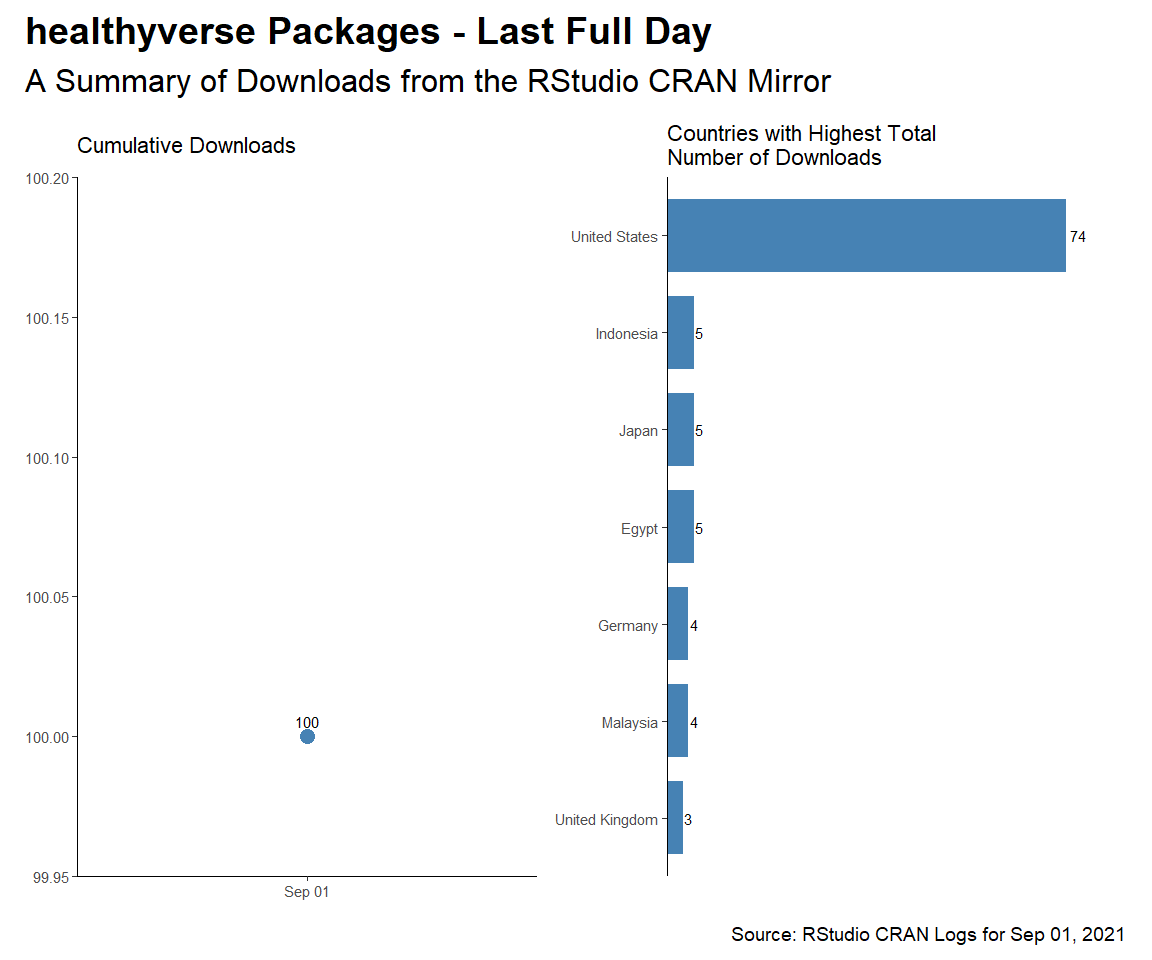 healthyverse Packages - Last Full Day
A Summary of Downloads from the RStudio CRAN Mirror
Cumulative Downloads
100.20
100.15
100.10
100.05
100.00
99.95
100
Sep 01
Countries with Highest Total
Number of Downloads
United States 74
Indonesia 5
Japan 5
Egypt 5
Germany 4
Malaysia 4
United Kingdom 3
Source: RStudio CRAN Logs for Sep 01, 2021